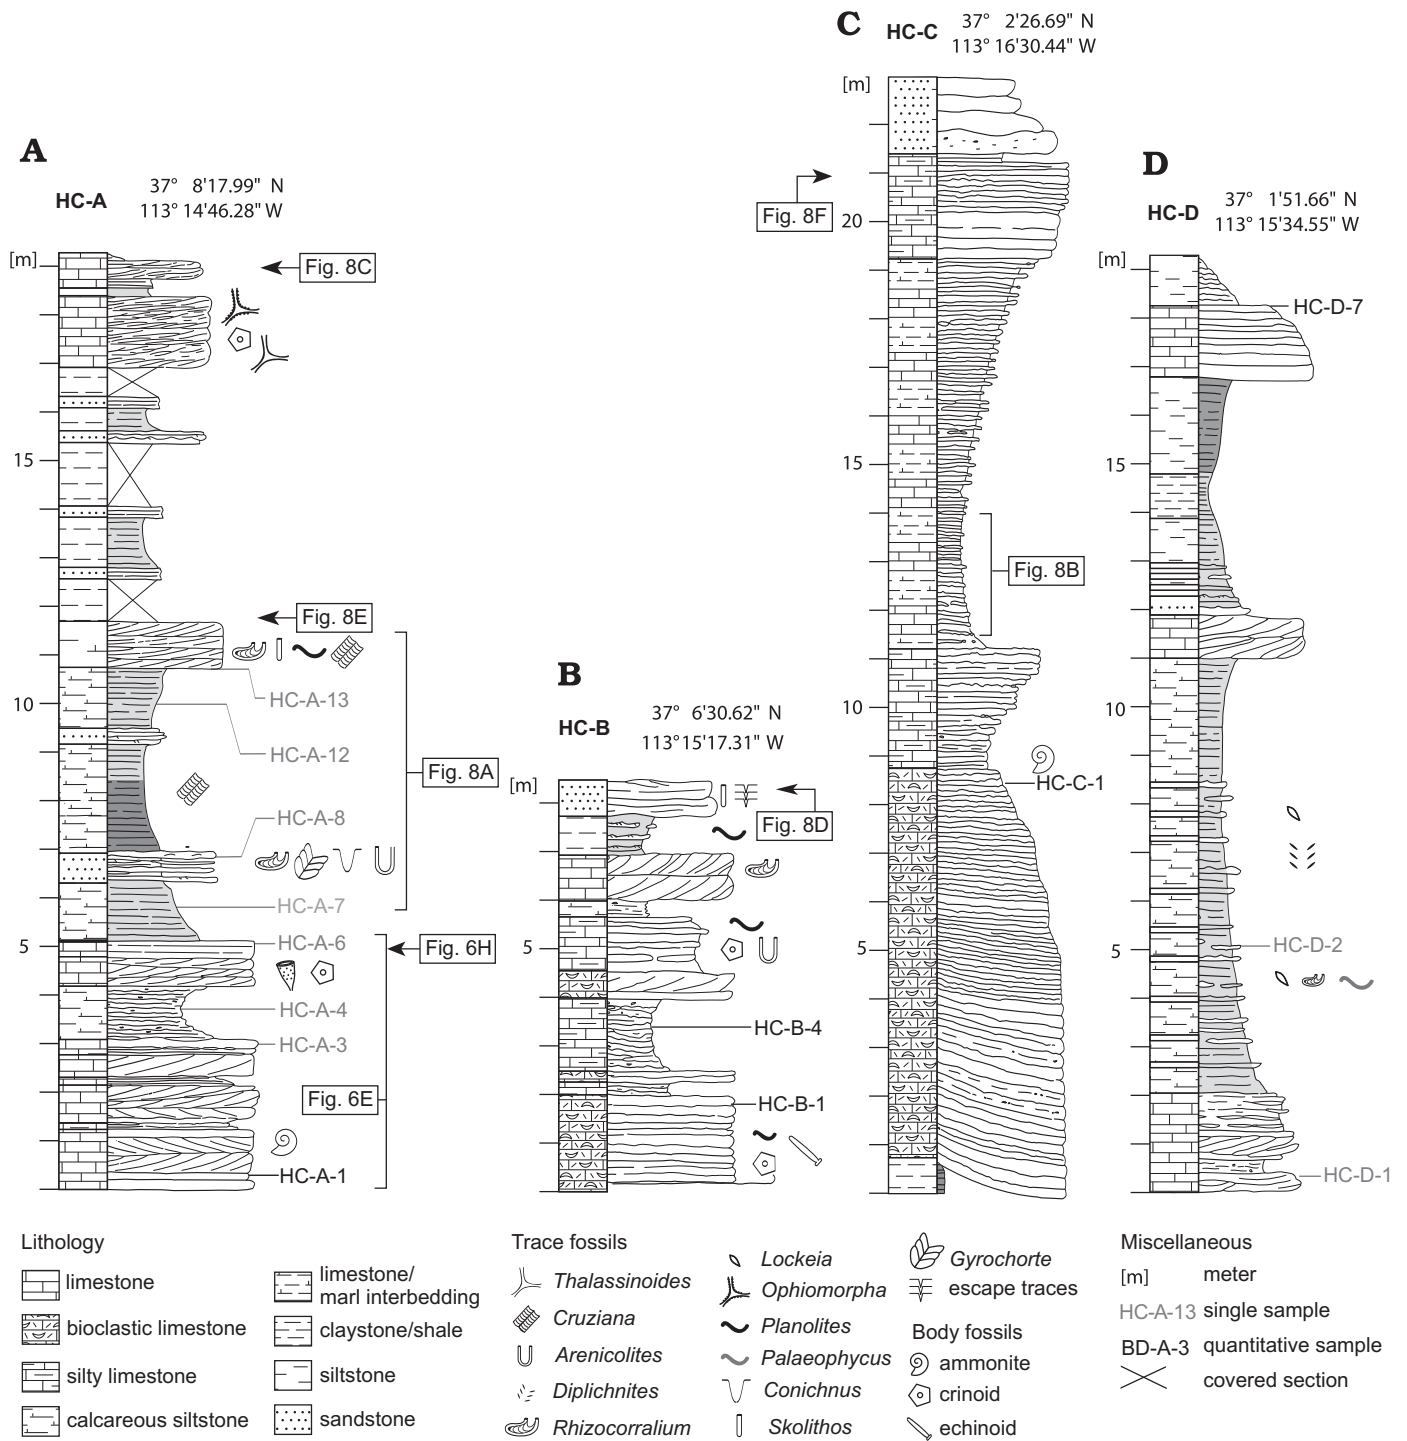 A
HC-A
37° 8'17.99" N
113° 14'46.28" W
[m]
Fig. 8C
15
Fig. 8E
HC-A-13
10
HC-A-12
Fig. 8A
HC-A-8
HC-A-7
HC-A-6
5
Fig. 6H
HC-A-4
HC-A-3
Fig. 6E
HC-A-1
B
HC-B
37° 6'30.62" N
113° 15'17.31" W
[m]
Fig. 8D
5
HC-B-4
HC-B-1
C
HC-C
37° 2'26.69" N
113° 16'30.44" W
[m]
Fig. 8F
20
15
Fig. 8B
10
HC-C-1
5
D
HC-D
37° 1'51.66" N
113° 15'34.55" W
[m]
HC-D-7
15
10
HC-D-2
5
HC-D-1
Lithology
limestone
bioclastic limestone
silty limestone
calcareous siltstone
limestone/
marl interbedding
claystone/shale
siltstone
sandstone
Trace fossils
Thalassinoides
Cruziana
Arenicolites
Diplichnites
Rhizocorralium
Lockeia
Ophiomorpha
Planolites
Palaeophycus
Conichnus
Skolithos
Gyrochorte
escape traces
Body fossils
ammonite
crinoid
echinoid
Miscellaneous
[m] meter
HC-A-13 single sample
BD-A-3 quantitative sample
covered section